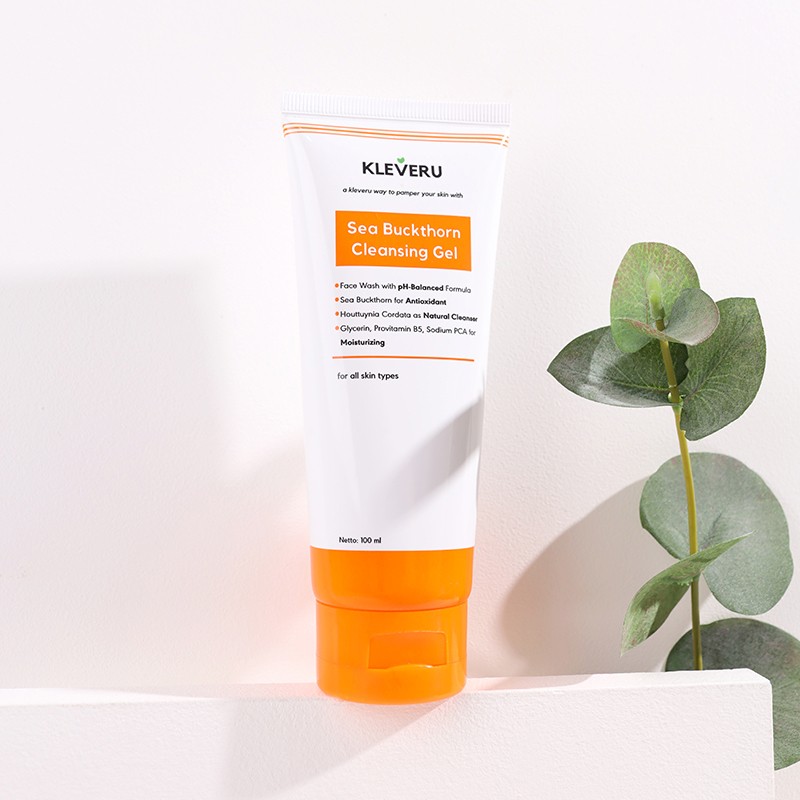 KLEVERU
a kleveru way to pamper your skin with
Sea Buckthorn
Cleansing Gel
Face Wash with pH-Balanced Formula
Sea Buckthorn for Antioxidant
Houttuynia Cordata as Natural Cleanser
Glycerin, Provitamin B5, Sodium PCA for
Moisturizing
for all skin types
Netto: 100 ml